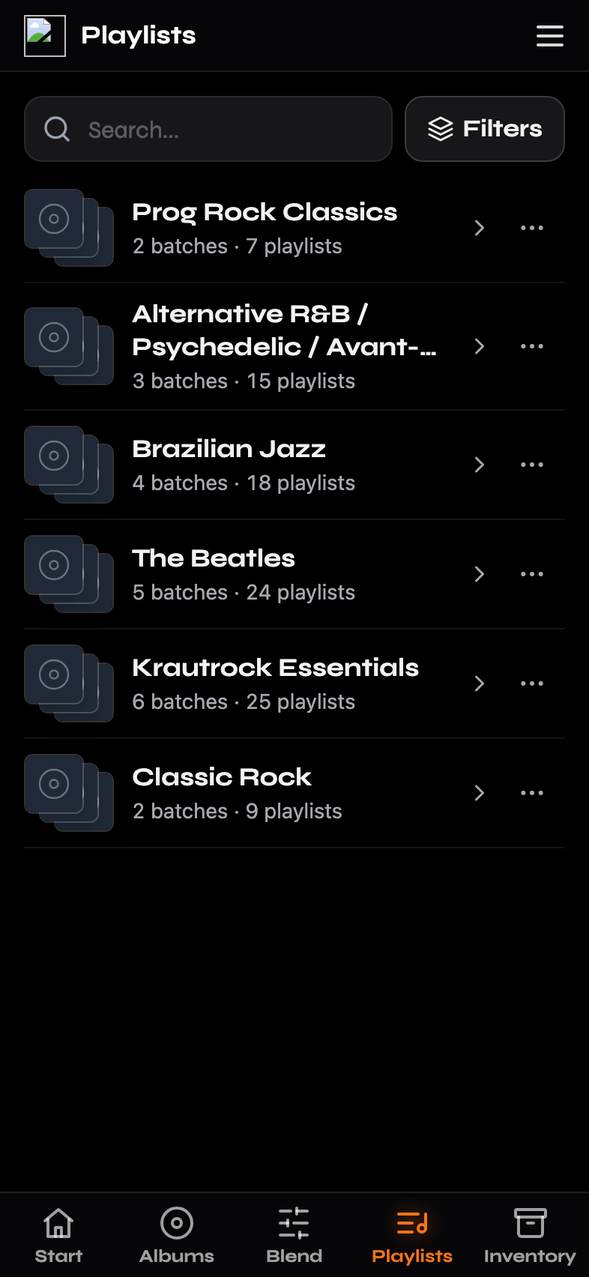 Playlists
Search...
Filters
Prog Rock Classics
2 batches · 7 playlists
Alternative R&B /
Psychedelic / Avant-...
3 batches · 15 playlists
Brazilian Jazz
4 batches · 18 playlists
The Beatles
5 batches · 24 playlists
Krautrock Essentials
6 batches · 25 playlists
Classic Rock
2 batches · 9 playlists
Start
Albums
Blend
Playlists
Inventory